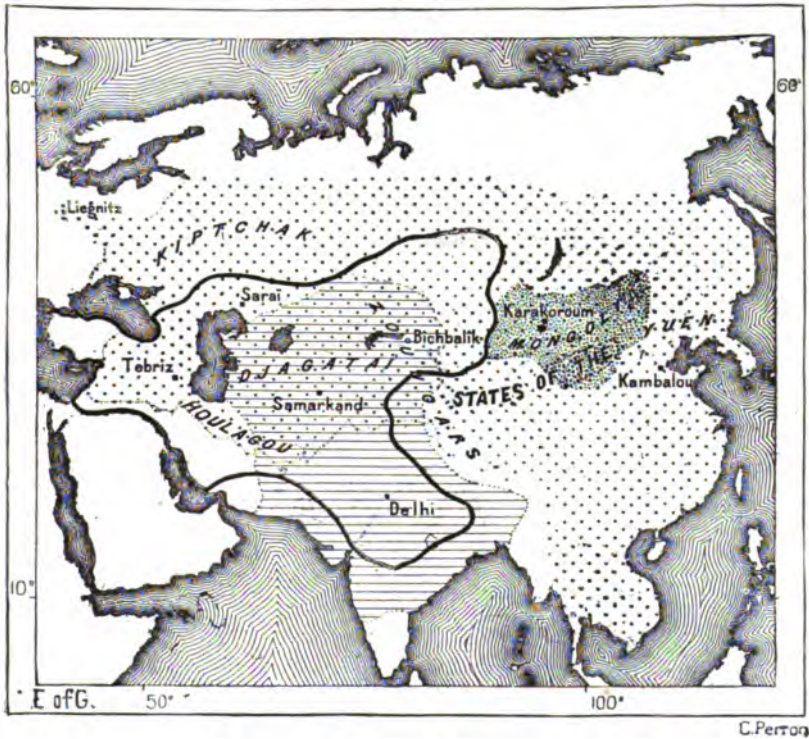 60°
60°
Liegnitz
KIPTCHAK
Sarai
Bichbalik
Karakoroum
MONGOLEN
Tebriz
DJAGATAI
STATES OF THE YUEN
Kambalou
Samarkand
HOULAGOU
Delhi
10°
E of G.
50°
100°
C. Perron